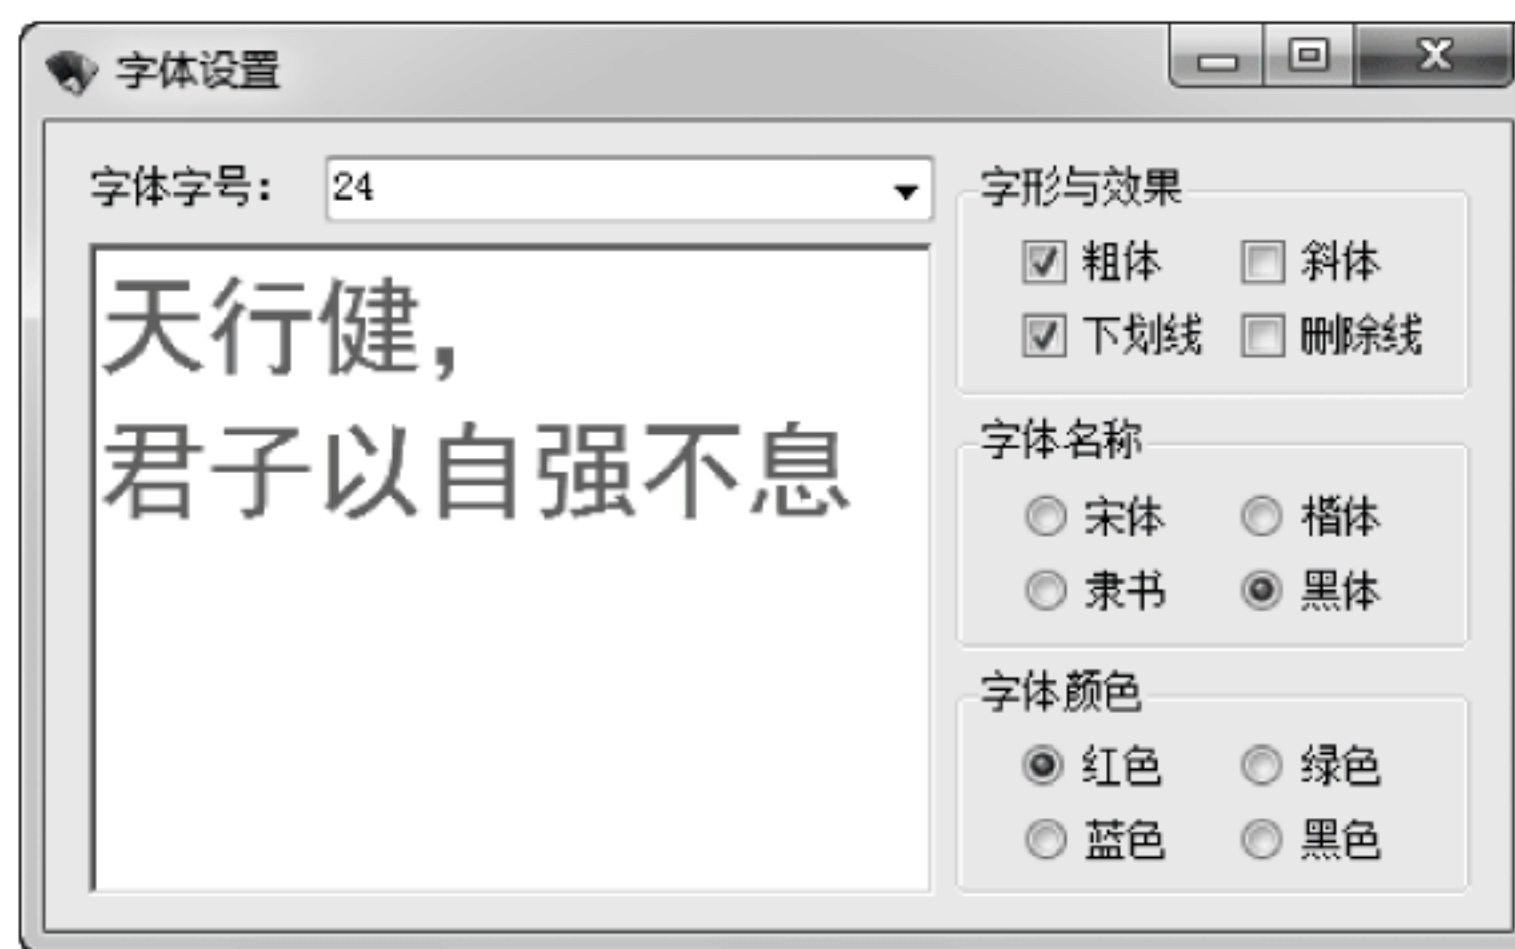 字体设置
字体字号： 24
天行健，
君子以自强不息
字形与效果
粗体 斜体
下划线 删除线
字体名称
宋体 楷体
隶书 黑体
字体颜色
红色 绿色
蓝色 黑色